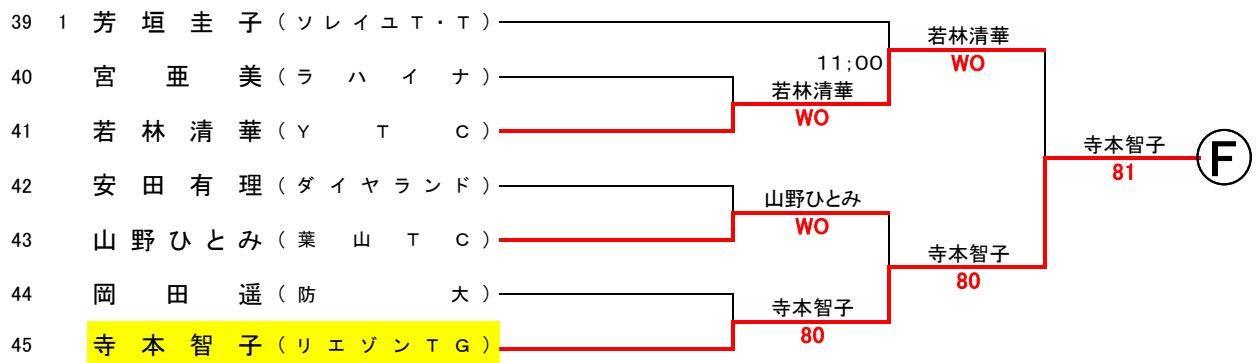 39 1 芳垣圭子(ソレイユT・T)
若林清華
11;00
WO
40 宮亜美(ラハイナ)
若林清華
WO
41 若林清華(YTC)
寺本智子
F
81
42 安田有理(ダイヤランド)
山野ひとみ
WO
43 山野ひとみ(葉山TC)
寺本智子
80
44 岡田遥(防大)
寺本智子
80
45 寺本智子(リエゾンTG)